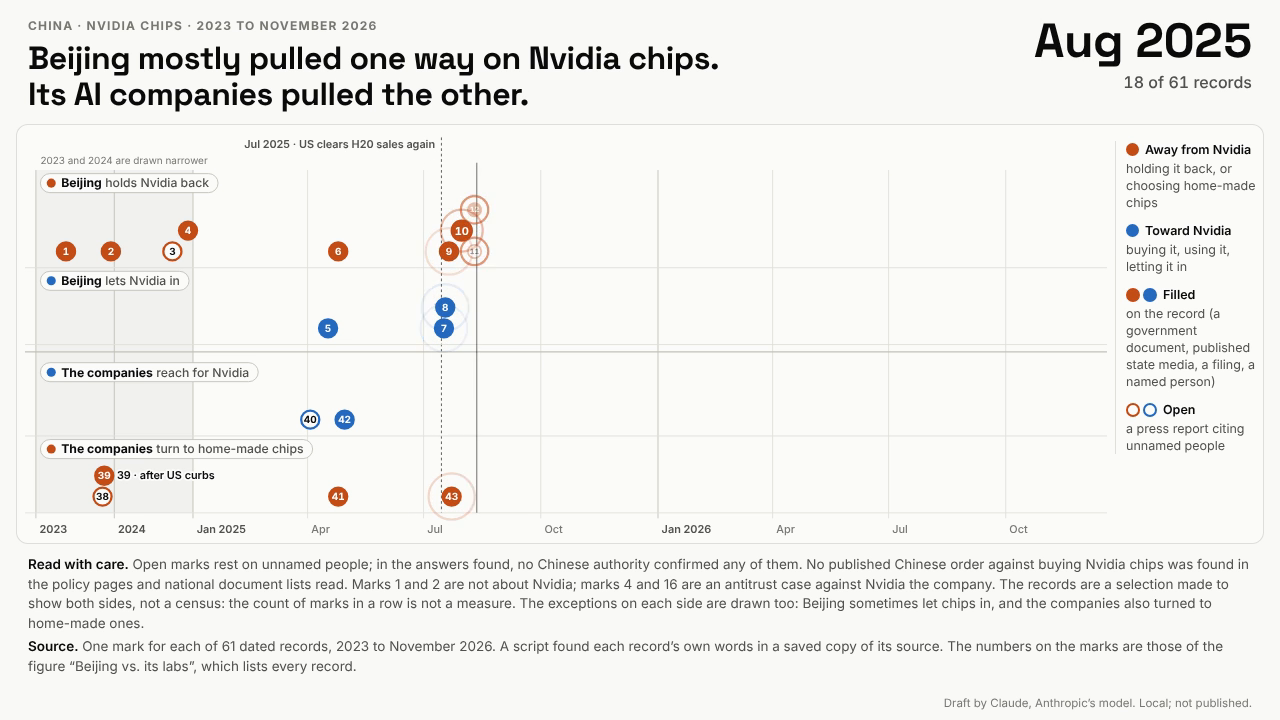 CHINA · NVIDIA CHIPS · 2023 TO NOVEMBER 2026
Beijing mostly pulled one way on Nvidia chips.
Its AI companies pulled the other.
Aug 2025
18 of 61 records
Jul 2025 · US clears H20 sales again
2023 and 2024 are drawn narrower
Beijing holds Nvidia back
4
10
1
2
3
6
9
11
Beijing lets Nvidia in
8
5
7
The companies reach for Nvidia
40
42
The companies turn to home-made chips
39
39 · after US curbs
38
41
43
2023
2024
Jan 2025
Apr
Jul
Oct
Jan 2026
Apr
Jul
Oct
Away from Nvidia
holding it back, or
choosing home-made
chips
Toward Nvidia
buying it, using it,
letting it in
Filled
on the record (a
government
document, published
state media, a filing, a
named person)
Open
a press report citing
unnamed people
Read with care. Open marks rest on unnamed people; in the answers found, no Chinese authority confirmed any of them. No published Chinese order against buying Nvidia chips was found in
the policy pages and national document lists read. Marks 1 and 2 are not about Nvidia; marks 4 and 16 are an antitrust case against Nvidia the company. The records are a selection made to
show both sides, not a census: the count of marks in a row is not a measure. The exceptions on each side are drawn too: Beijing sometimes let chips in, and the companies also turned to
home-made ones.
Source. One mark for each of 61 dated records, 2023 to November 2026. A script found each record’s own words in a saved copy of its source. The numbers on the marks are those of the
figure “Beijing vs. its labs”, which lists every record.
Draft by Claude, Anthropic’s model. Local; not published.